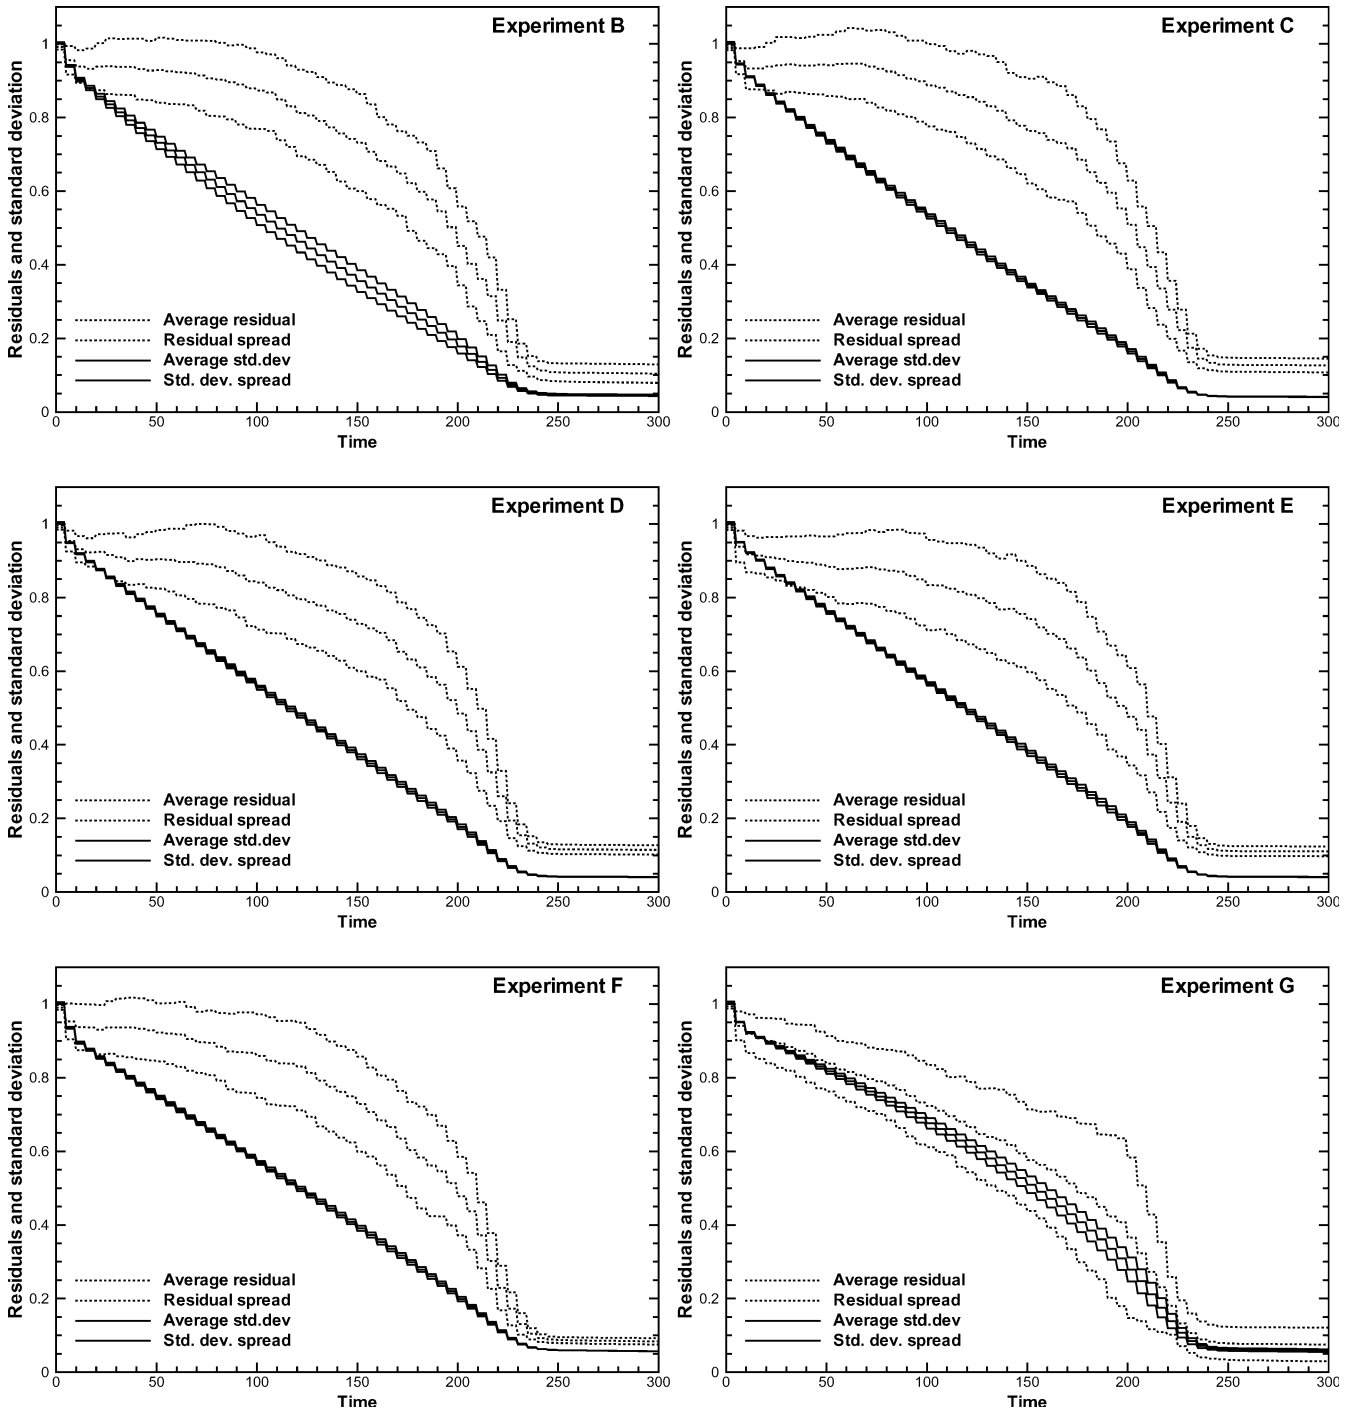 Experiment B
Residuals and standard deviation
1
0.8
0.6
0.4
0.2
0
Average residual
Residual spread
Average std.dev
Std. dev. spread
0 50 100 150 200 250 300
Time
Experiment C
Residuals and standard deviation
1
0.8
0.6
0.4
0.2
0
Average residual
Residual spread
Average std.dev
Std. dev. spread
0 50 100 150 200 250 300
Time
Experiment D
Residuals and standard deviation
1
0.8
0.6
0.4
0.2
0
Average residual
Residual spread
Average std.dev
Std. dev. spread
0 50 100 150 200 250 300
Time
Experiment E
Residuals and standard deviation
1
0.8
0.6
0.4
0.2
0
Average residual
Residual spread
Average std.dev
Std. dev. spread
0 50 100 150 200 250 300
Time
Experiment F
Residuals and standard deviation
1
0.8
0.6
0.4
0.2
0
Average residual
Residual spread
Average std.dev
Std. dev. spread
0 50 100 150 200 250 300
Time
Experiment G
Residuals and standard deviation
1
0.8
0.6
0.4
0.2
0
Average residual
Residual spread
Average std.dev
Std. dev. spread
0 50 100 150 200 250 300
Time